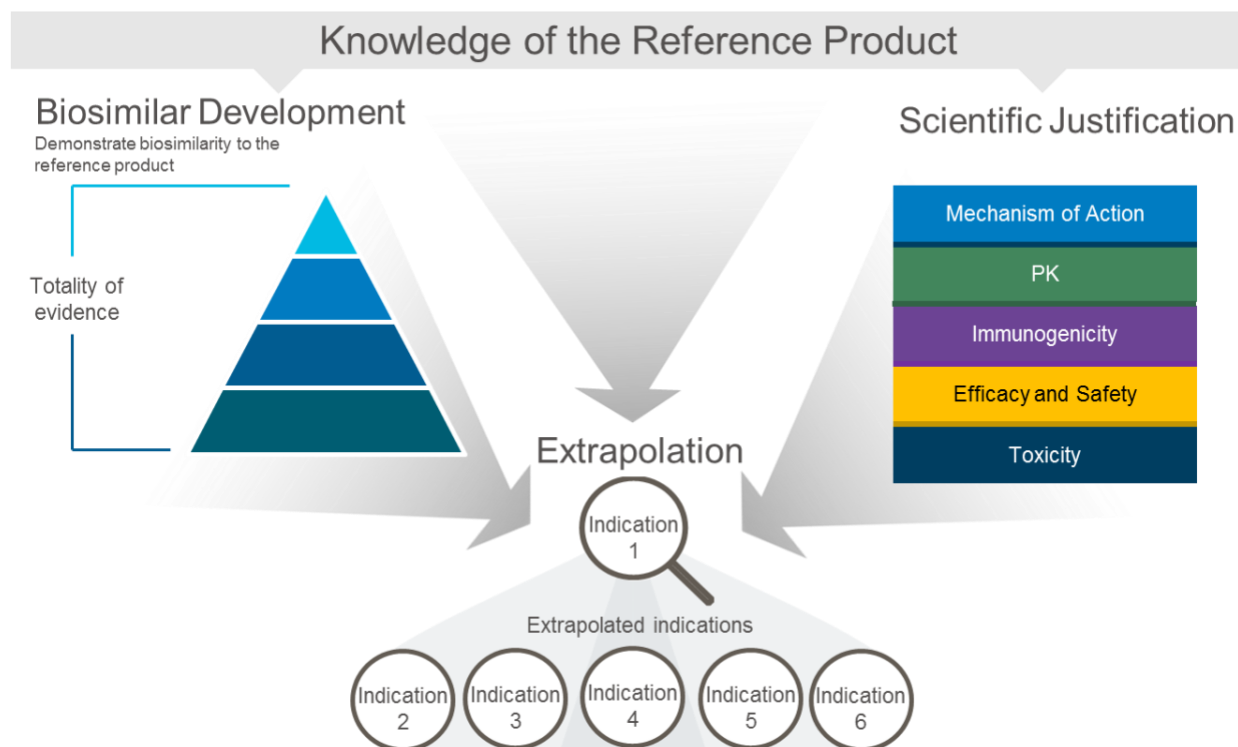 Knowledge of the Reference Product
Biosimilar Development
Demonstrate biosimilarity to the
reference product
Totality of
evidence
Scientific Justification
Mechanism of Action
PK
Immunogenicity
Efficacy and Safety
Toxicity
Extrapolation
Indication
1
Extrapolated indications
Indication
2
Indication
3
Indication
4
Indication
5
Indication
6